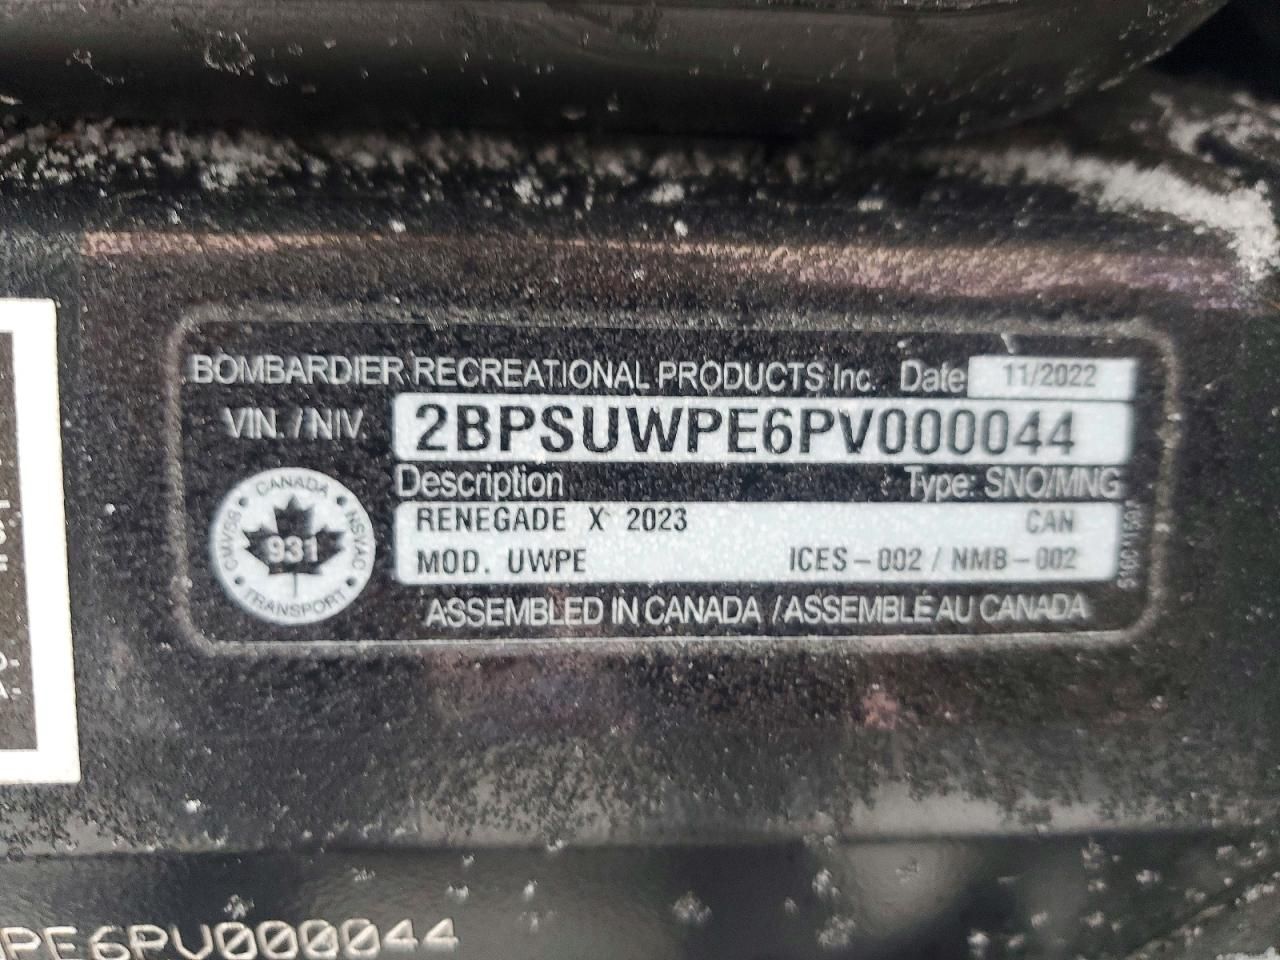 BOMBARDIER RECREATIONAL PRODUCTS Inc. Date 11/2022
VIN. / NIV. 2BPSUWPE6PV000044
Description Type: SNO/MNG
RENEGADE X 2023 CAN
MOD. UWPE ICES-002 / NMB-002
ASSEMBLED IN CANADA / ASSEMBLÉ AU CANADA
CANADA
CMVSS NSVAC
931
TRANSPORT
PE6PV000044